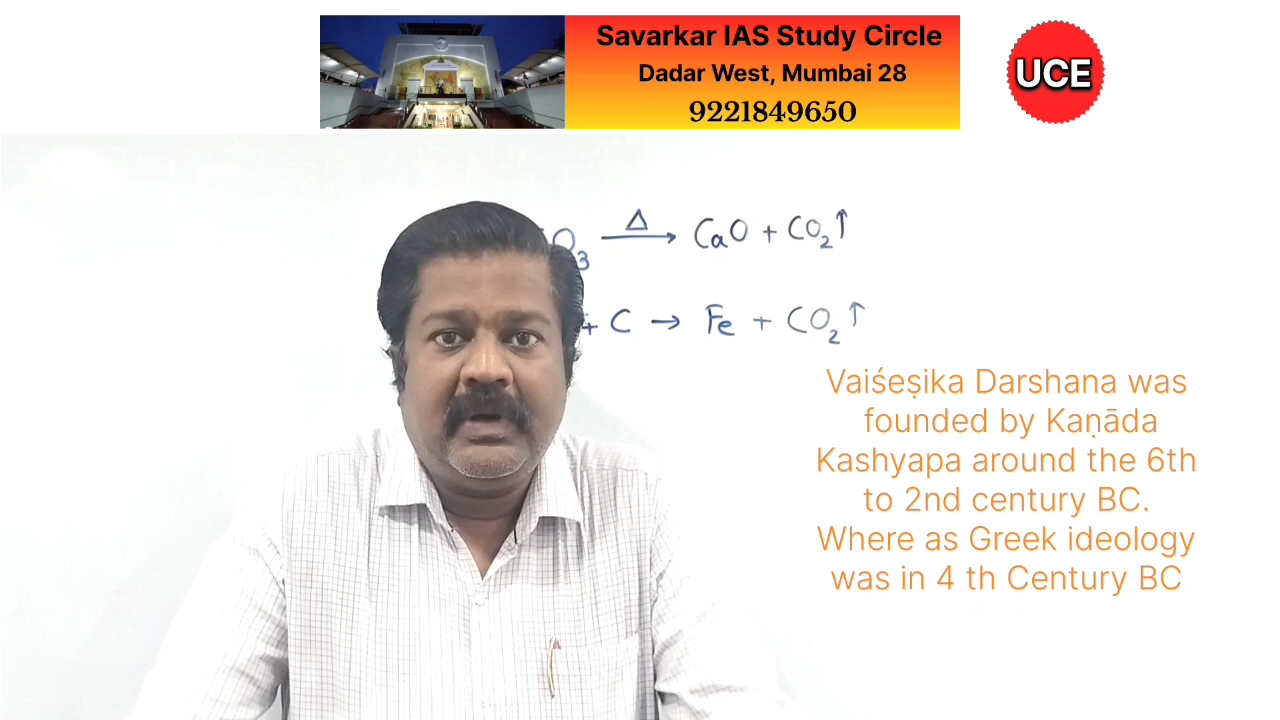 Savarkar IAS Study Circle
Dadar West, Mumbai 28
9221849650
UCE
O₃ —Δ→ CaO + CO₂↑
+ C → Fe + CO₂↑
Vaiśeṣika Darshana was
founded by Kaṇāda
Kashyapa around the 6th
to 2nd century BC.
Where as Greek ideology
was in 4 th Century BC